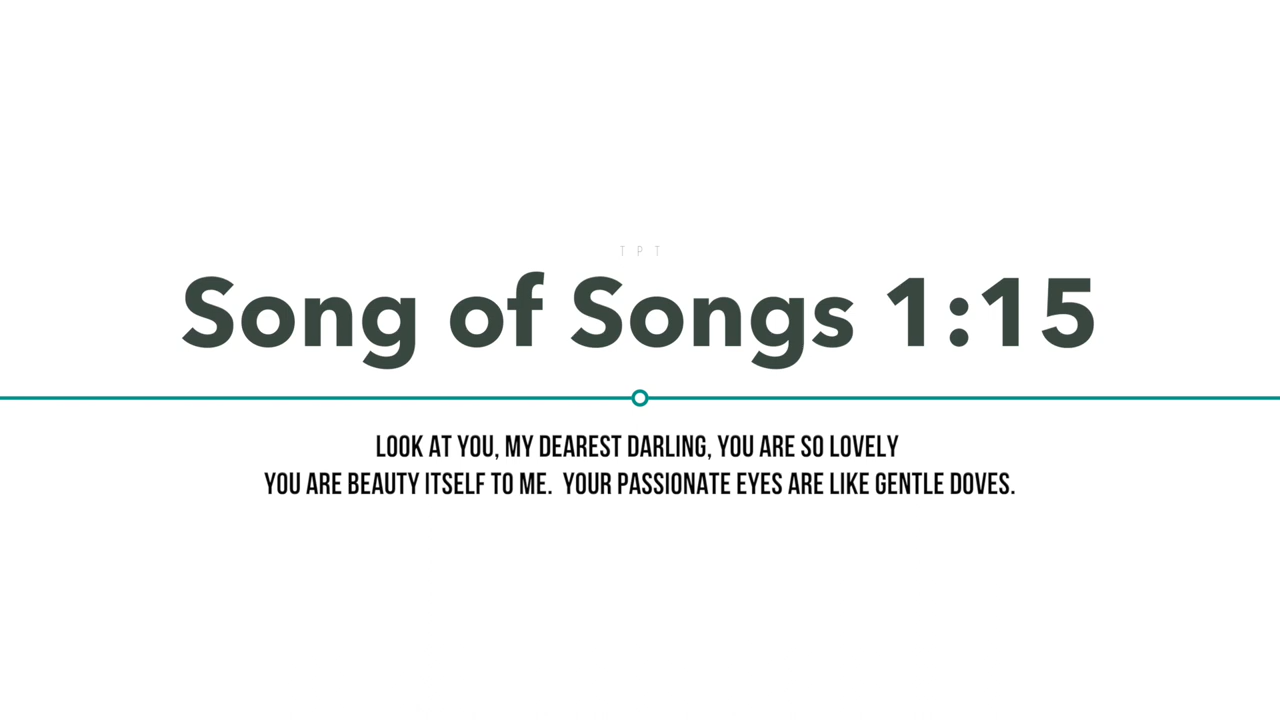 T P T
Song of Songs 1:15
LOOK AT YOU, MY DEAREST DARLING, YOU ARE SO LOVELY
YOU ARE BEAUTY ITSELF TO ME. YOUR PASSIONATE EYES ARE LIKE GENTLE DOVES.